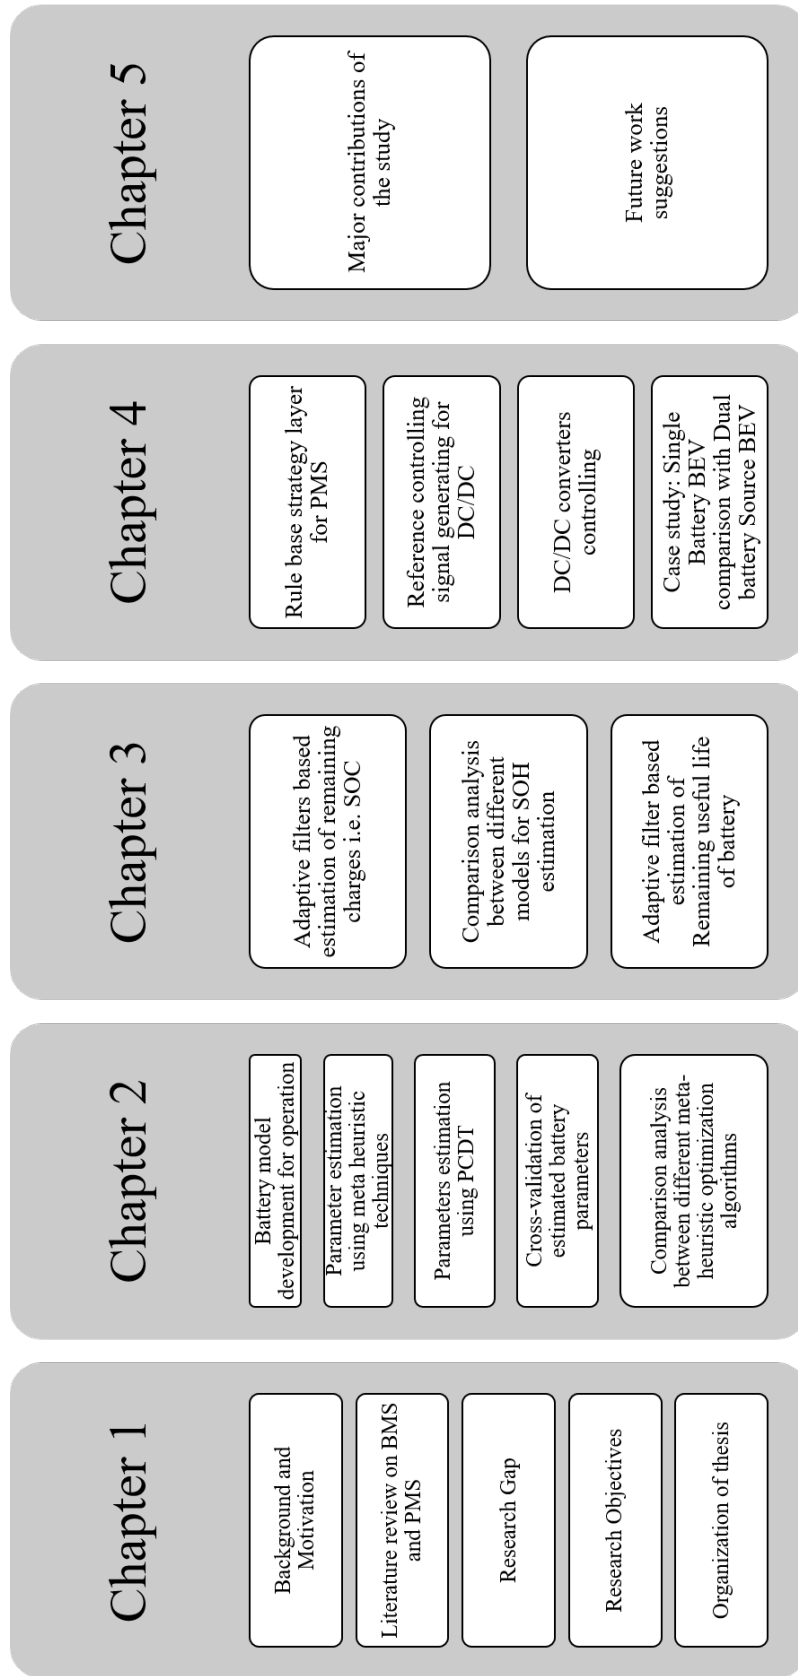 Chapter 1
Background and
Motivation
Literature review on BMS
and PMS
Research Gap
Research Objectives
Organization of thesis
Chapter 2
Battery model
development for operation
Parameter estimation
using meta heuristic
techniques
Parameters estimation
using PCDT
Cross-validation of
estimated battery
parameters
Comparison analysis
between different meta-
heuristic optimization
algorithms
Chapter 3
Adaptive filters based
estimation of remaining
charges i.e. SOC
Comparison analysis
between different
models for SOH
estimation
Adaptive filter based
estimation of
Remaining useful life
of battery
Chapter 4
Rule base strategy layer
for PMS
Reference controlling
signal generating for
DC/DC
DC/DC converters
controlling
Case study: Single
Battery BEV
comparison with Dual
battery Source BEV
Chapter 5
Major contributions of
the study
Future work
suggestions